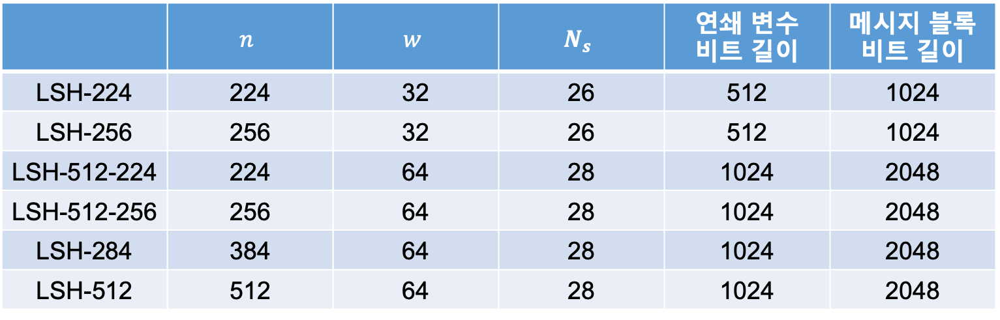 n w Nₛ 연쇄 변수 비트 길이 메시지 블록 비트 길이
LSH-224 224 32 26 512 1024
LSH-256 256 32 26 512 1024
LSH-512-224 224 64 28 1024 2048
LSH-512-256 256 64 28 1024 2048
LSH-284 384 64 28 1024 2048
LSH-512 512 64 28 1024 2048